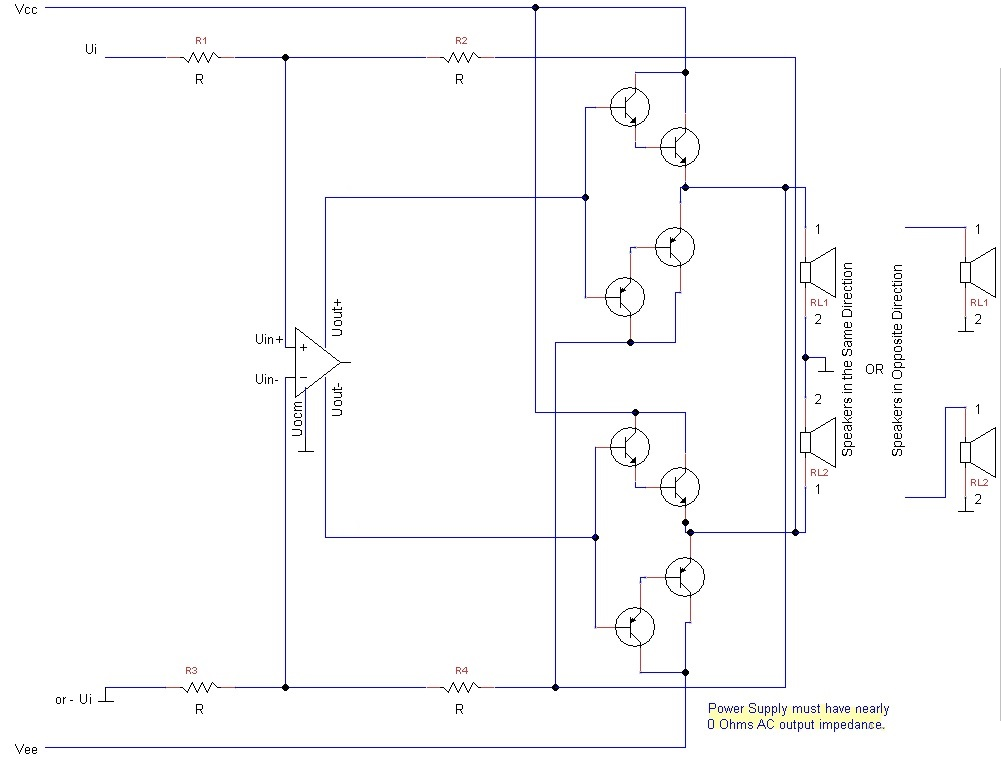 Vcc
Ui
R1
R
R2
R
Uin+
Uin-
+
−
Uocm
Uout+
Uout-
1
RL1
2
2
RL2
1
Speakers in the Same Direction
OR
Speakers in Opposite Direction
1
RL1
2
1
RL2
2
R3
R
R4
R
or - Ui
Vee
Power Supply must have nearly
0 Ohms AC output impedance.